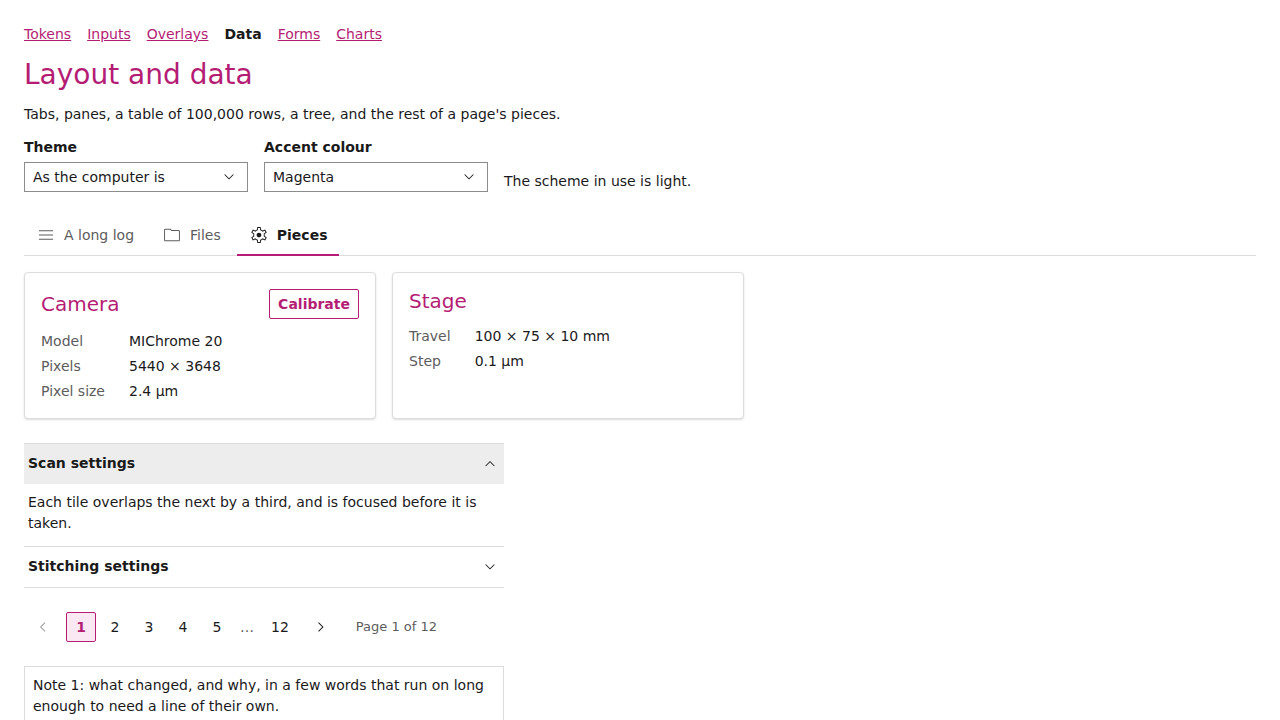 Tokens Inputs Overlays Data Forms Charts
Layout and data
Tabs, panes, a table of 100,000 rows, a tree, and the rest of a page's pieces.
Theme Accent colour
As the computer is Magenta The scheme in use is light.
A long log Files Pieces
Camera Calibrate
Model MIChrome 20
Pixels 5440 × 3648
Pixel size 2.4 µm
Stage
Travel 100 × 75 × 10 mm
Step 0.1 µm
Scan settings
Each tile overlaps the next by a third, and is focused before it is
taken.
Stitching settings
1 2 3 4 5 … 12 Page 1 of 12
Note 1: what changed, and why, in a few words that run on long
enough to need a line of their own.